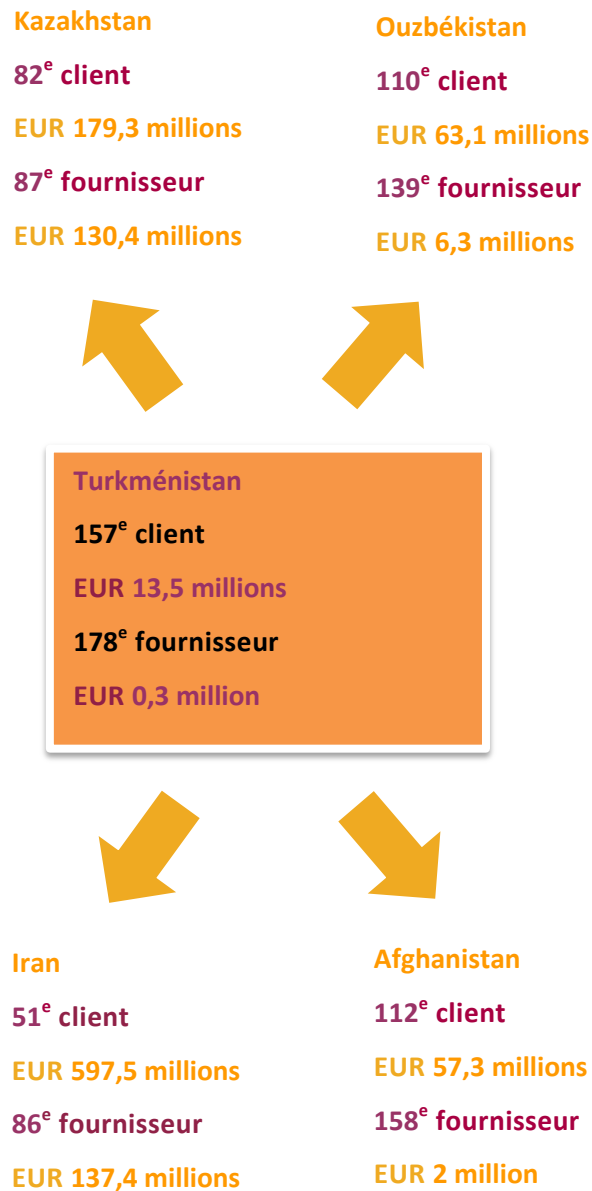 Kazakhstan
82e client
EUR 179,3 millions
87e fournisseur
EUR 130,4 millions
Ouzbékistan
110e client
EUR 63,1 millions
139e fournisseur
EUR 6,3 millions
Turkménistan
157e client
EUR 13,5 millions
178e fournisseur
EUR 0,3 million
Iran
51e client
EUR 597,5 millions
86e fournisseur
EUR 137,4 millions
Afghanistan
112e client
EUR 57,3 millions
158e fournisseur
EUR 2 million